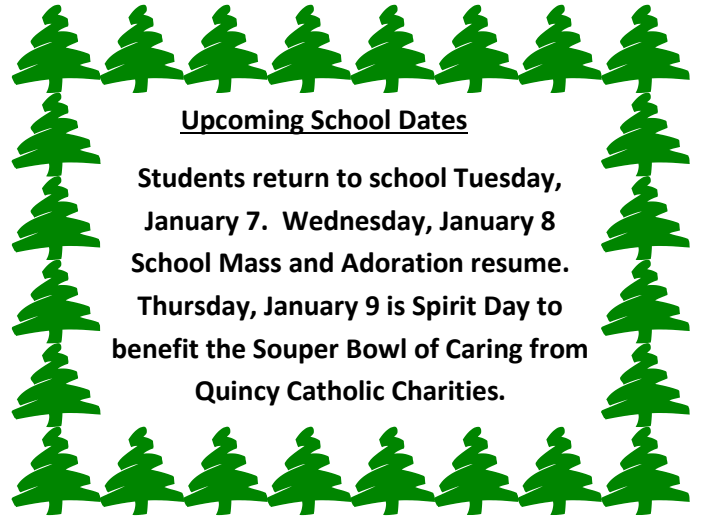 Upcoming School Dates
Students return to school Tuesday,
January 7.  Wednesday, January 8
School Mass and Adoration resume.
Thursday, January 9 is Spirit Day to
benefit the Souper Bowl of Caring from
Quincy Catholic Charities.